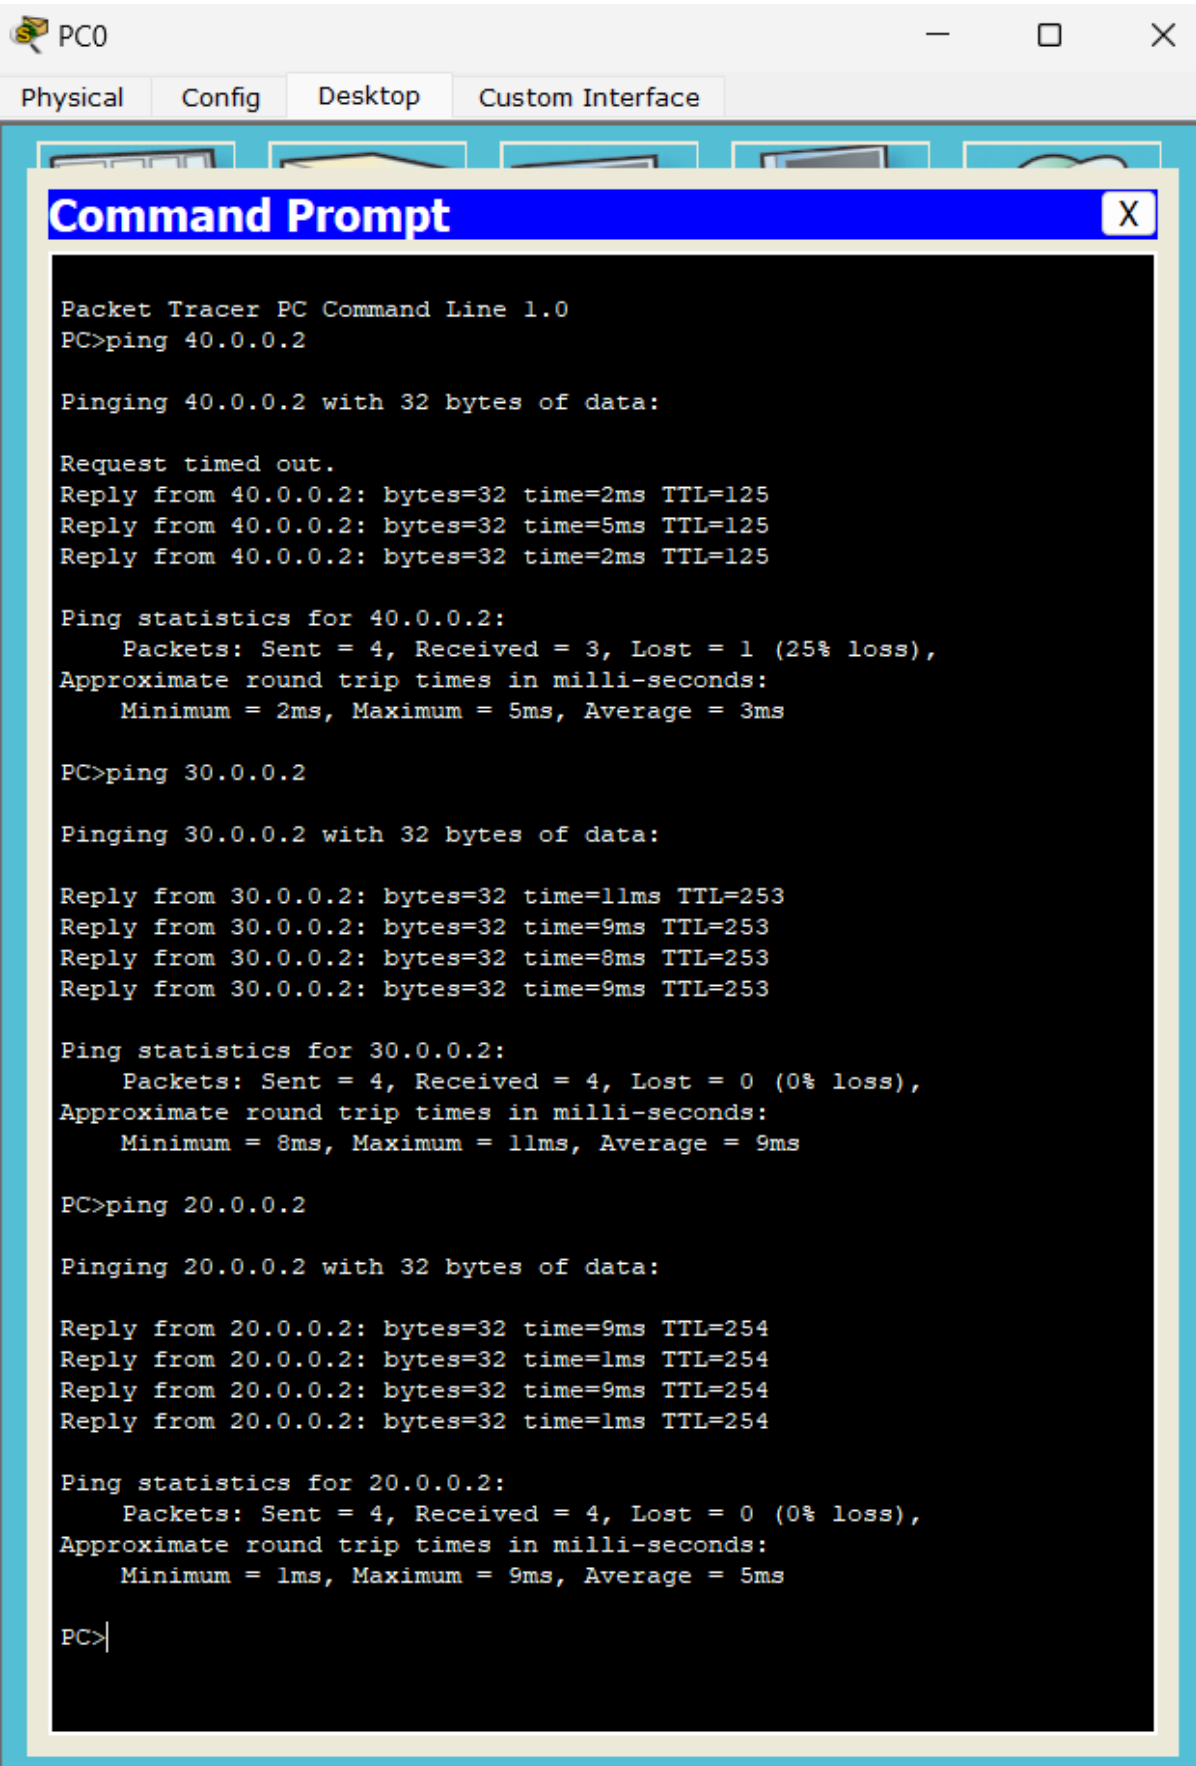 PC0
Physical Config Desktop Custom Interface
Command Prompt X
Packet Tracer PC Command Line 1.0
PC>ping 40.0.0.2
Pinging 40.0.0.2 with 32 bytes of data:
Request timed out.
Reply from 40.0.0.2: bytes=32 time=2ms TTL=125
Reply from 40.0.0.2: bytes=32 time=5ms TTL=125
Reply from 40.0.0.2: bytes=32 time=2ms TTL=125
Ping statistics for 40.0.0.2:
Packets: Sent = 4, Received = 3, Lost = 1 (25% loss),
Approximate round trip times in milli-seconds:
Minimum = 2ms, Maximum = 5ms, Average = 3ms
PC>ping 30.0.0.2
Pinging 30.0.0.2 with 32 bytes of data:
Reply from 30.0.0.2: bytes=32 time=11ms TTL=253
Reply from 30.0.0.2: bytes=32 time=9ms TTL=253
Reply from 30.0.0.2: bytes=32 time=8ms TTL=253
Reply from 30.0.0.2: bytes=32 time=9ms TTL=253
Ping statistics for 30.0.0.2:
Packets: Sent = 4, Received = 4, Lost = 0 (0% loss),
Approximate round trip times in milli-seconds:
Minimum = 8ms, Maximum = 11ms, Average = 9ms
PC>ping 20.0.0.2
Pinging 20.0.0.2 with 32 bytes of data:
Reply from 20.0.0.2: bytes=32 time=9ms TTL=254
Reply from 20.0.0.2: bytes=32 time=1ms TTL=254
Reply from 20.0.0.2: bytes=32 time=9ms TTL=254
Reply from 20.0.0.2: bytes=32 time=1ms TTL=254
Ping statistics for 20.0.0.2:
Packets: Sent = 4, Received = 4, Lost = 0 (0% loss),
Approximate round trip times in milli-seconds:
Minimum = 1ms, Maximum = 9ms, Average = 5ms
PC>